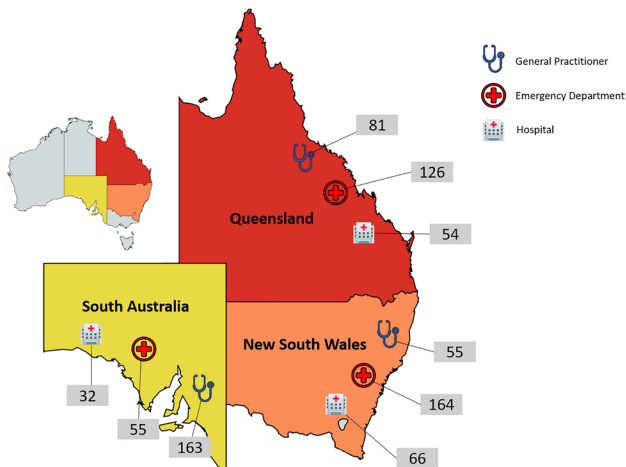 General Practitioner
Emergency Department
Hospital
81
126
Queensland
54
South Australia
New South Wales
55
32
164
55
163
66